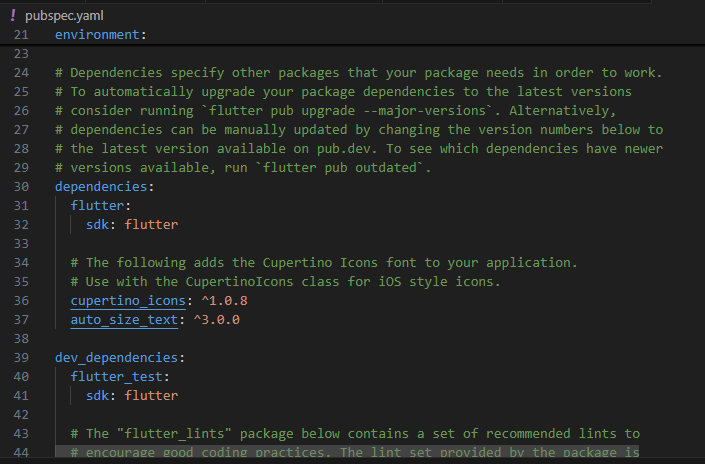 ! pubspec.yaml
21 environment:
23
24 # Dependencies specify other packages that your package needs in order to work.
25 # To automatically upgrade your package dependencies to the latest versions
26 # consider running `flutter pub upgrade --major-versions`. Alternatively,
27 # dependencies can be manually updated by changing the version numbers below to
28 # the latest version available on pub.dev. To see which dependencies have newer
29 # versions available, run `flutter pub outdated`.
30 dependencies:
31   flutter:
32     sdk: flutter
33
34   # The following adds the Cupertino Icons font to your application.
35   # Use with the CupertinoIcons class for iOS style icons.
36   cupertino_icons: ^1.0.8
37   auto_size_text: ^3.0.0
38
39 dev_dependencies:
40   flutter_test:
41     sdk: flutter
42
43   # The "flutter_lints" package below contains a set of recommended lints to
44   # encourage good coding practices. The lint set provided by the package is